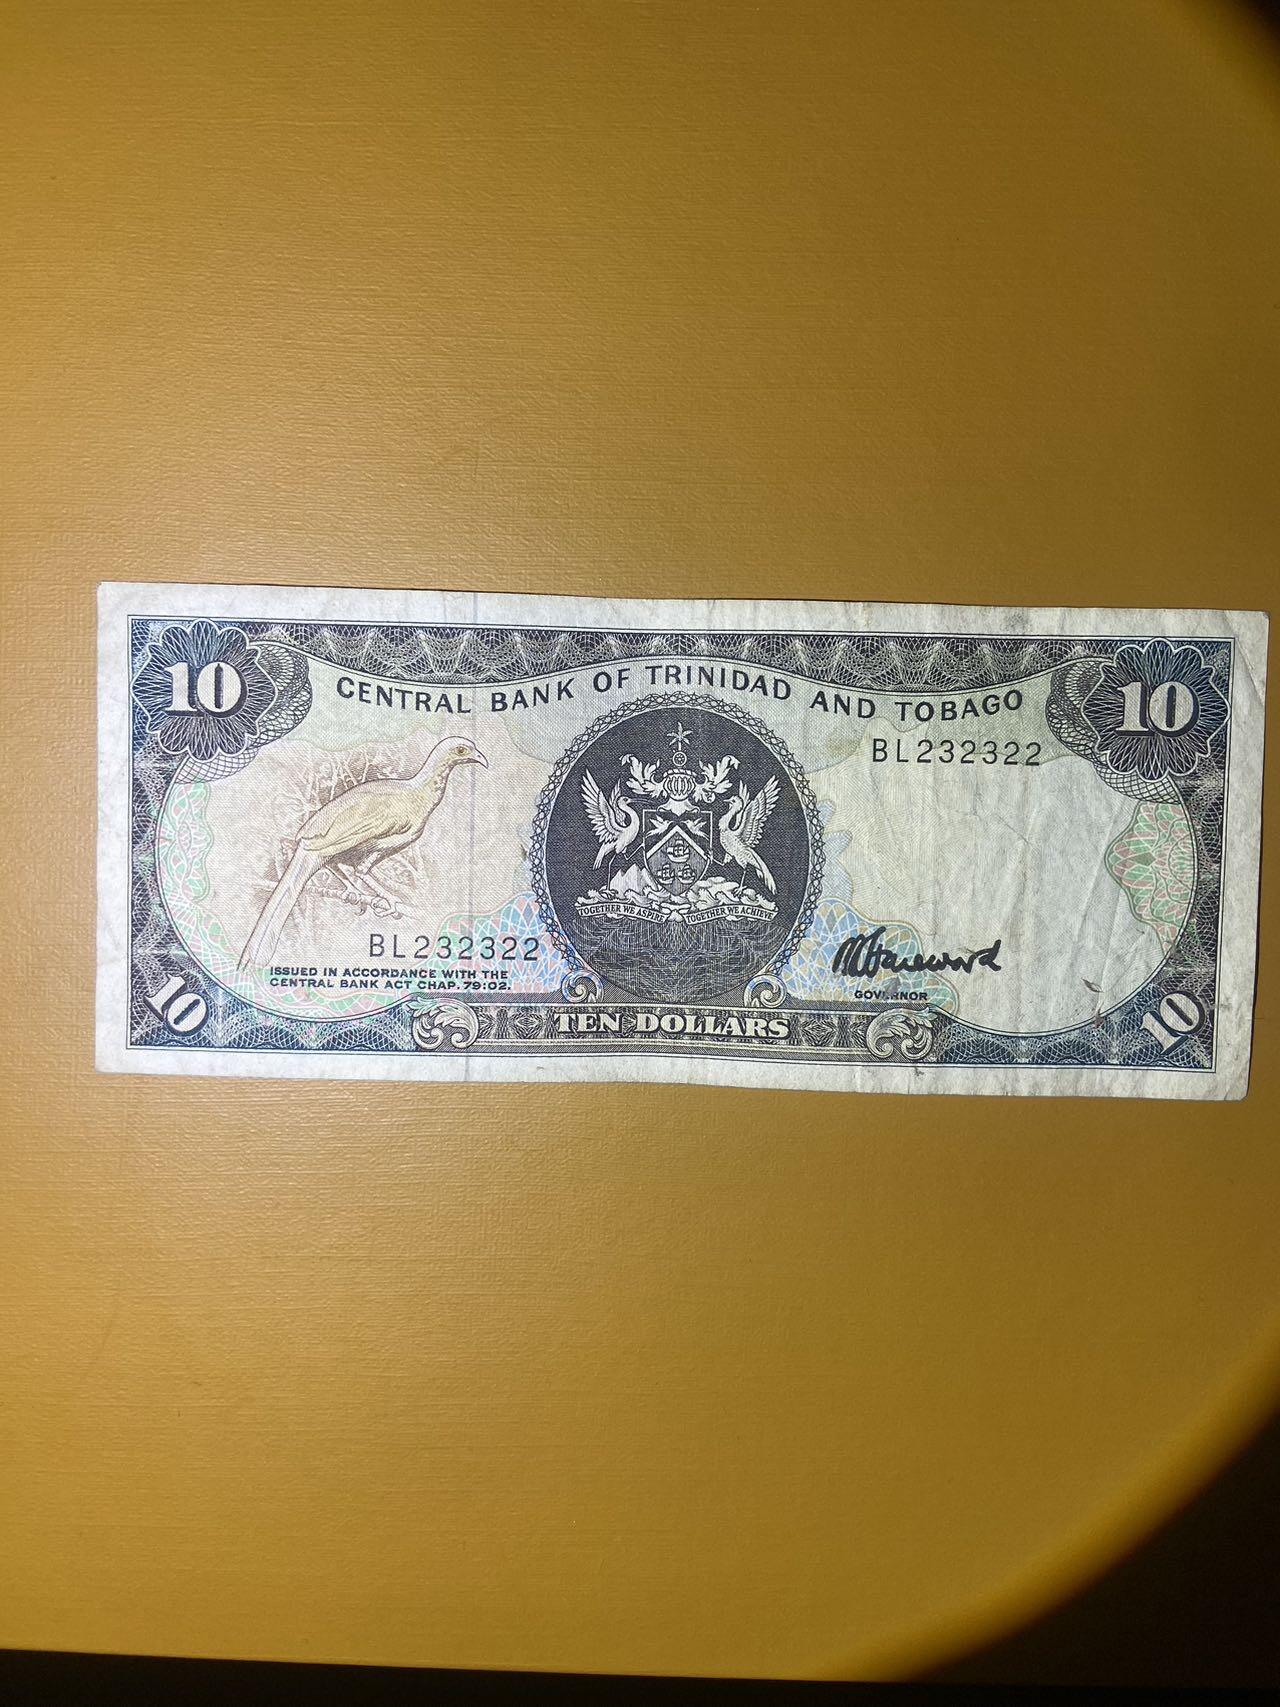 10
10
CENTRAL BANK OF TRINIDAD AND TOBAGO
BL232322
TOGETHER WE ASPIRE TOGETHER WE ACHIEVE
BL232322
ISSUED IN ACCORDANCE WITH THE
CENTRAL BANK ACT CHAP. 79:02.
GOVERNOR
10
TEN DOLLARS
10